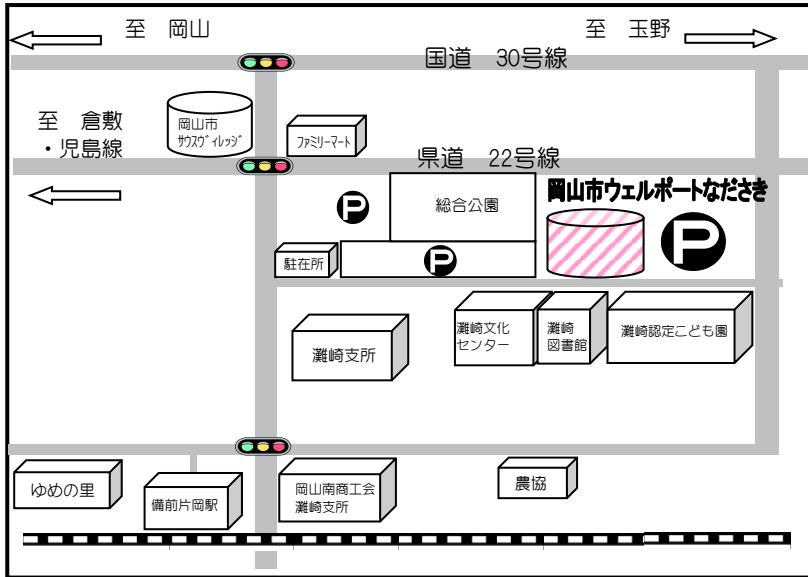 至　岡山
至　玉野
国道　30号線
岡山市
ｻｳｽｳﾞｨﾚｯｼﾞ
ﾌｧﾐﾘｰﾏｰﾄ
至　倉敷
・児島線
県道　22号線
P
総合公園
岡山市ウェルポートなださき
P
駐在所
P
灘崎支所
灘崎文化
センター
灘崎
図書館
灘崎認定こども園
ゆめの里
備前片岡駅
岡山南商工会
灘崎支所
農協